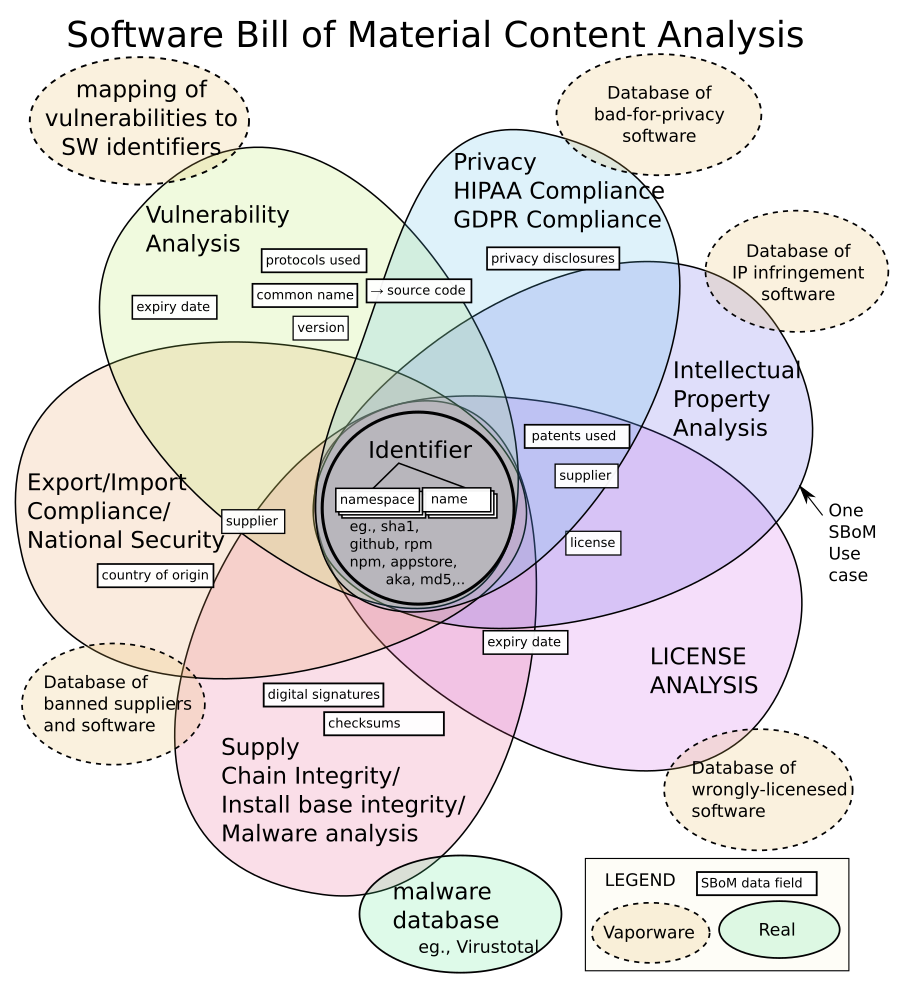 Software Bill of Material Content Analysis
mapping of
vulnerabilities to
SW identifiers
Database of
bad-for-privacy
software
Privacy
HIPAA Compliance
GDPR Compliance
Vulnerability
Analysis
Database of
IP infringement
software
protocols used
privacy disclosures
common name
→ source code
expiry date
version
Intellectual
Property
Analysis
patents used
supplier
Identifier
namespace
name
eg., sha1,
github, rpm
npm, appstore,
aka, md5,..
Export/Import
Compliance/
National Security
supplier
country of origin
One
SBoM
Use
case
license
expiry date
LICENSE
ANALYSIS
Database of
banned suppliers
and software
digital signatures
checksums
Supply
Chain Integrity/
Install base integrity/
Malware analysis
Database of
wrongly-licenesed
software
malware
database
eg., Virustotal
LEGEND
SBoM data field
Vaporware
Real